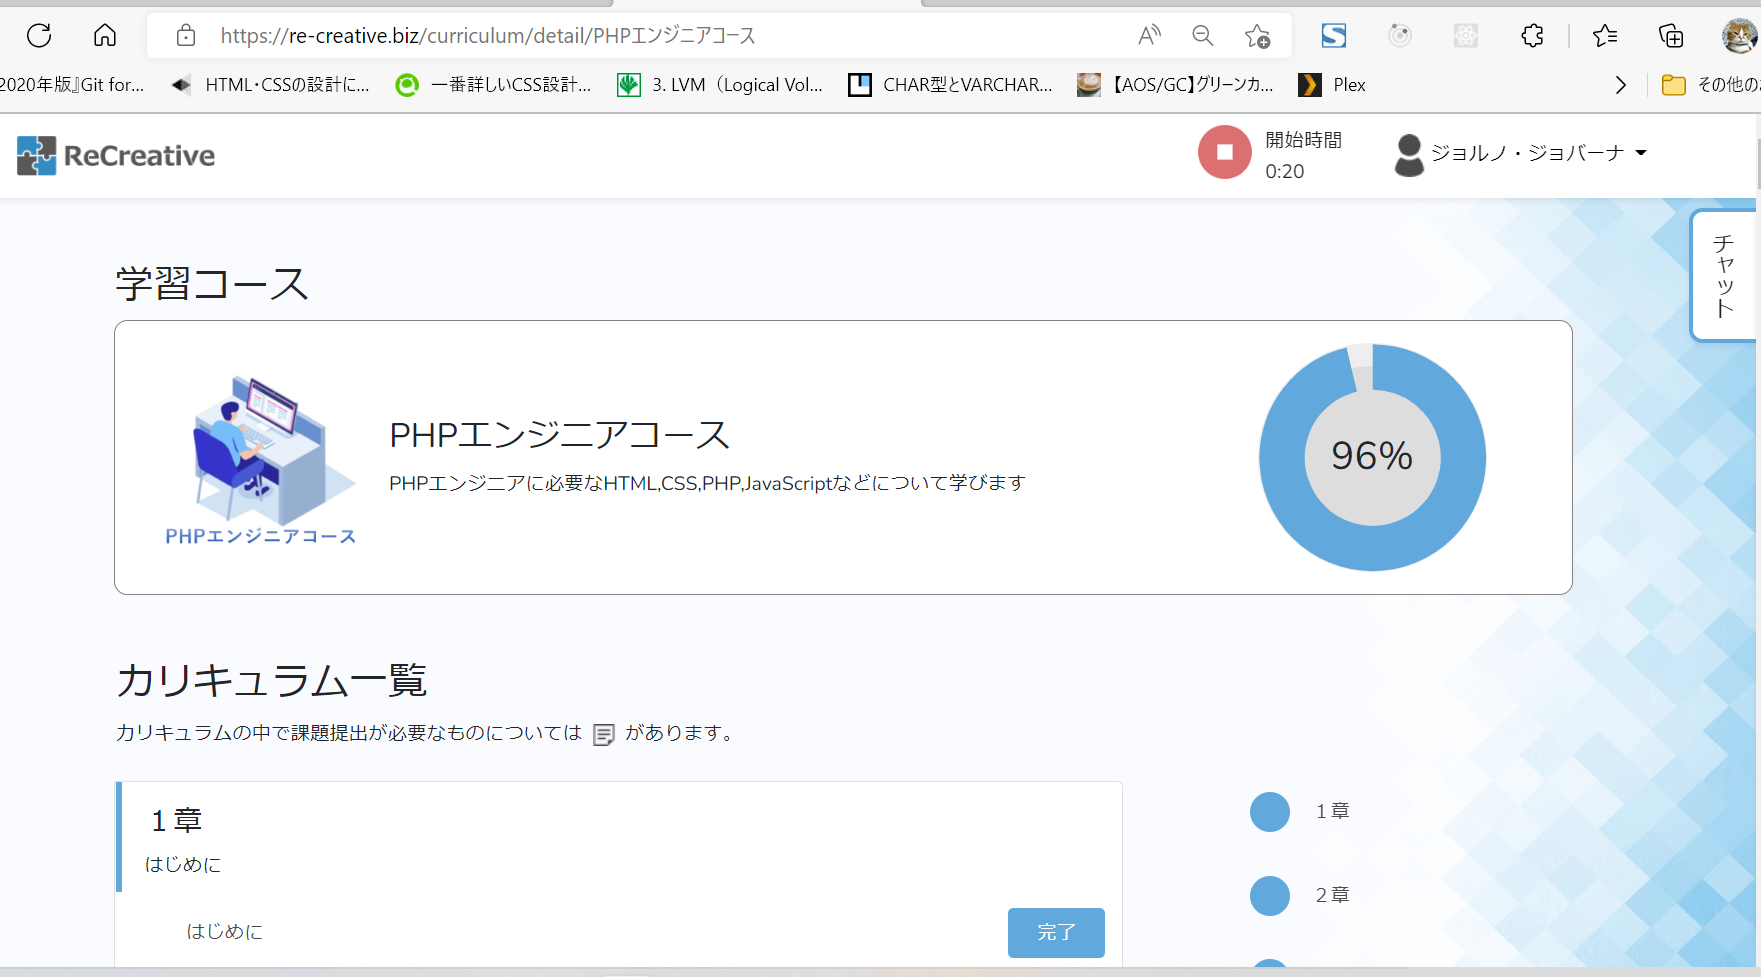 https://re-creative.biz/curriculum/detail/PHPエンジニアコース
2020年版』Git for... HTML・CSSの設計に... 一番詳しいCSS設計... 3. LVM（Logical Vol... CHAR型とVARCHAR... 【AOS/GC】グリーンカ... Plex その他の
ReCreative
開始時間
0:20
ジョルノ・ジョバーナ
チャット
学習コース
PHPエンジニアコース
PHPエンジニアに必要なHTML,CSS,PHP,JavaScriptなどについて学びます
PHPエンジニアコース
96%
カリキュラム一覧
カリキュラムの中で課題提出が必要なものについては があります。
1 章
はじめに
はじめに
完了
1 章
2 章